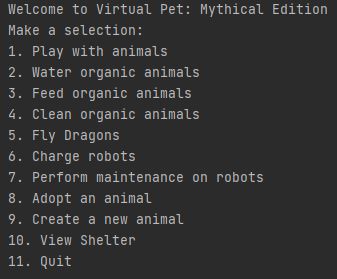 Welcome to Virtual Pet: Mythical Edition
Make a selection:
1. Play with animals
2. Water organic animals
3. Feed organic animals
4. Clean organic animals
5. Fly Dragons
6. Charge robots
7. Perform maintenance on robots
8. Adopt an animal
9. Create a new animal
10. View Shelter
11. Quit